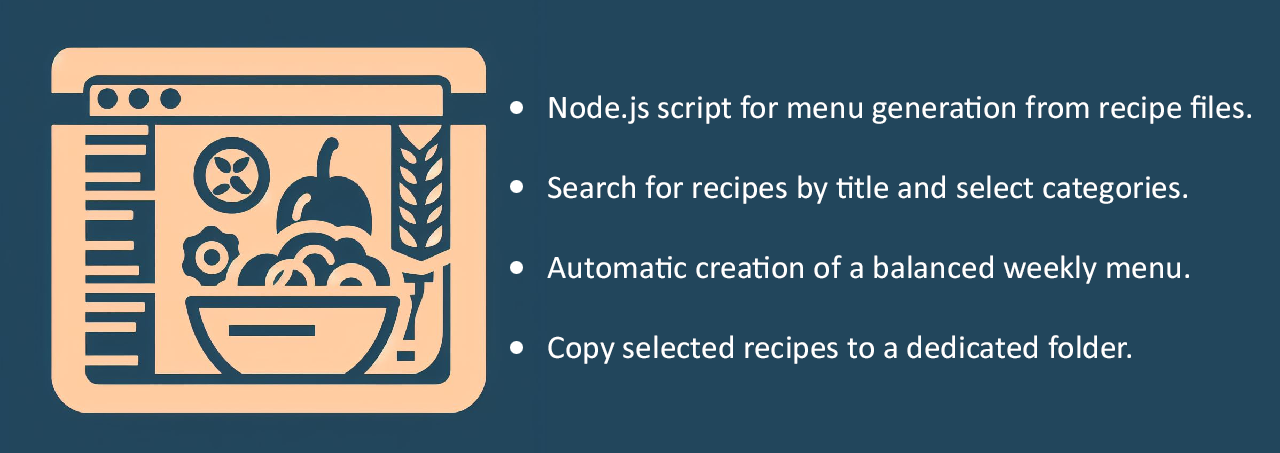 • Node.js script for menu generation from recipe files.
• Search for recipes by title and select categories.
• Automatic creation of a balanced weekly menu.
• Copy selected recipes to a dedicated folder.